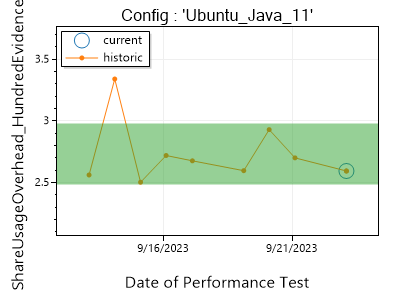 Config : 'Ubuntu_Java_11'
current
historic
ShareUsageOverhead_HundredEvidence
3.5
3
2.5
9/16/2023
9/21/2023
Date of Performance Test